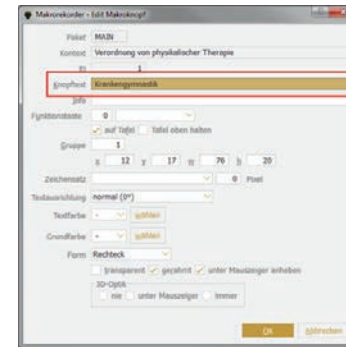 Makrorekorder - Edit Makroknopf
Paket MAIN
Kontext Verordnung von physikalischer Therapie
ID 1
Knopftext Krankengymnastik
Info
Funktionstaste 0
auf Tafel Tafel oben halten
Gruppe 1
x 12 y 17 w 76 h 20
Zeichensatz 0 Pixel
Textausrichtung normal (0°)
Textfarbe - wählen
Grundfarbe - wählen
Form Rechteck
transparent gerahmt unter Mauszeiger anheben
3D-Optik
nie unter Mauszeiger immer
OK Abbrechen